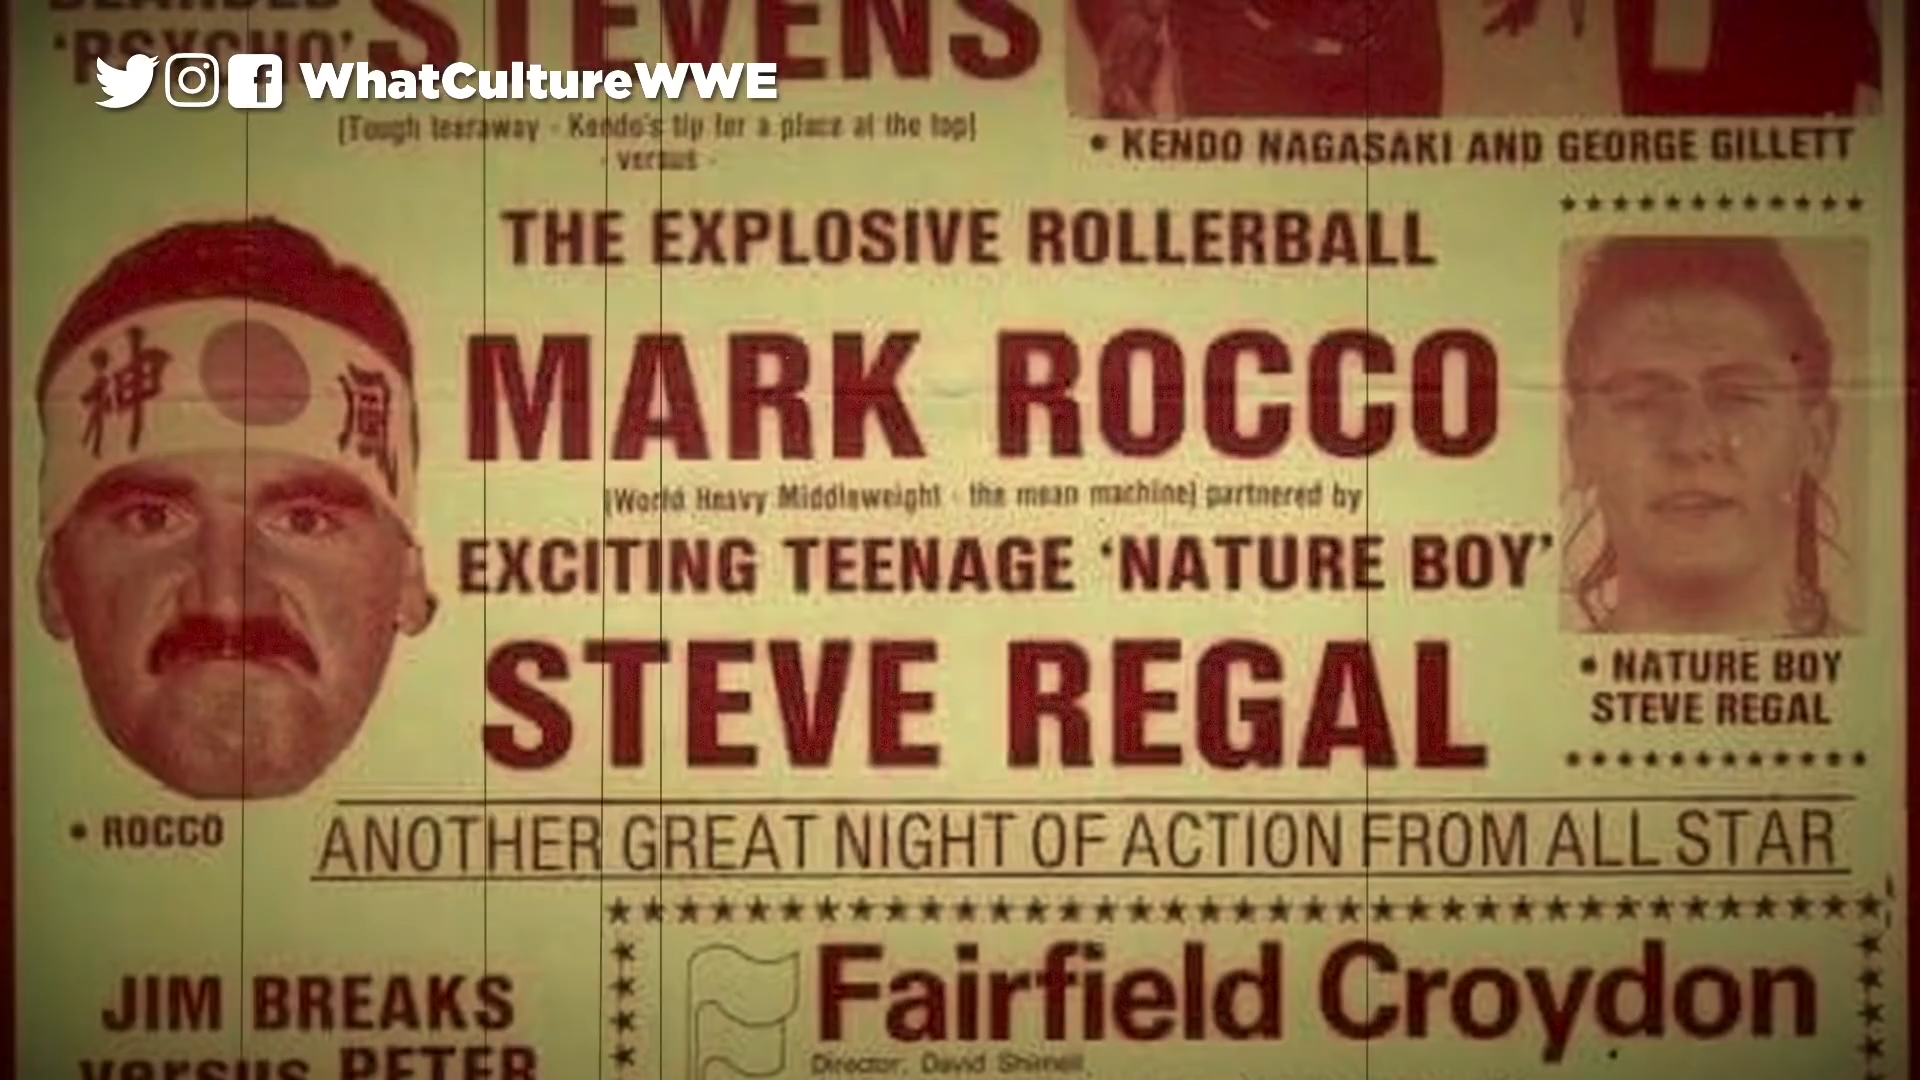 'PSYCHO' STEVENS
WhatCultureWWE
(Tough tearaway - Kendo's tip for a place at the top)
- versus -
• KENDO NAGASAKI AND GEORGE GILLETT
THE EXPLOSIVE ROLLERBALL
神 風
MARK ROCCO
(World Heavy Middleweight - the mean machine) partnered by
EXCITING TEENAGE 'NATURE BOY'
STEVE REGAL
• NATURE BOY
STEVE REGAL
• ROCCO
ANOTHER GREAT NIGHT OF ACTION FROM ALL STAR
Fairfield Croydon
Director: David Shimell
JIM BREAKS
versus PETER